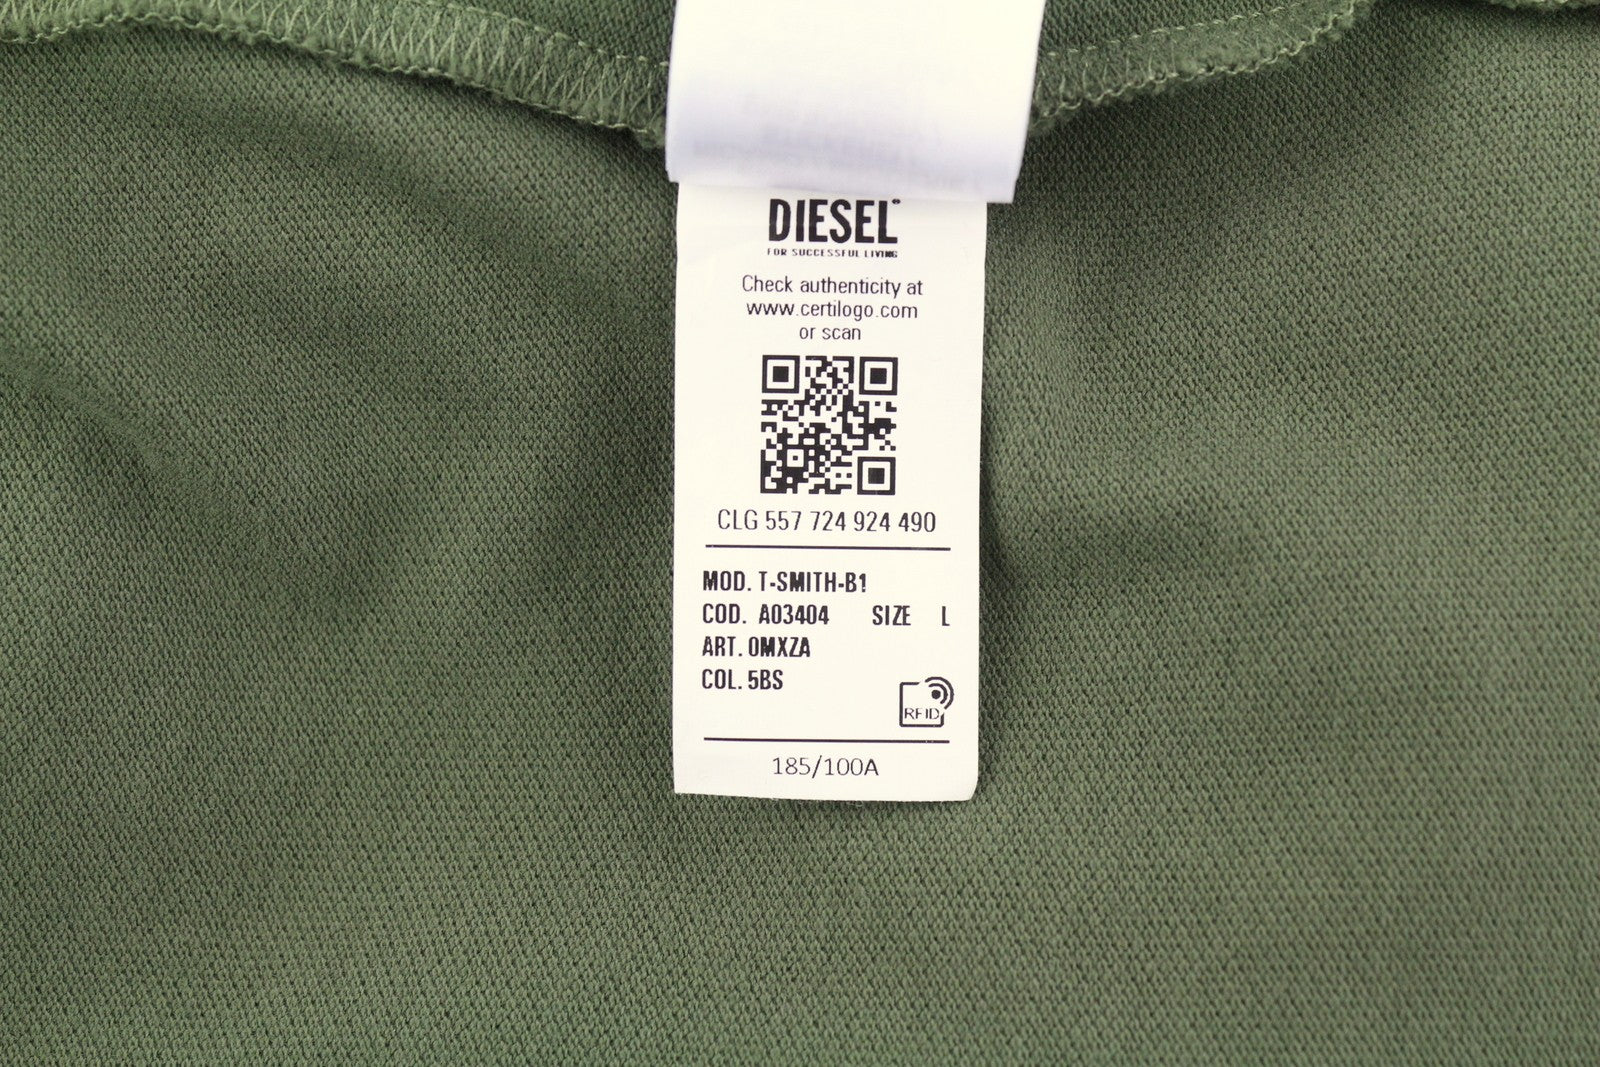 DIESEL®
FOR SUCCESSFUL LIVING
Check authenticity at
www.certilogo.com
or scan
CLG 557 724 924 490
MOD. T-SMITH-B1
COD. A03404 SIZE L
ART. 0MXZA
COL. 5BS
RFID
185/100A